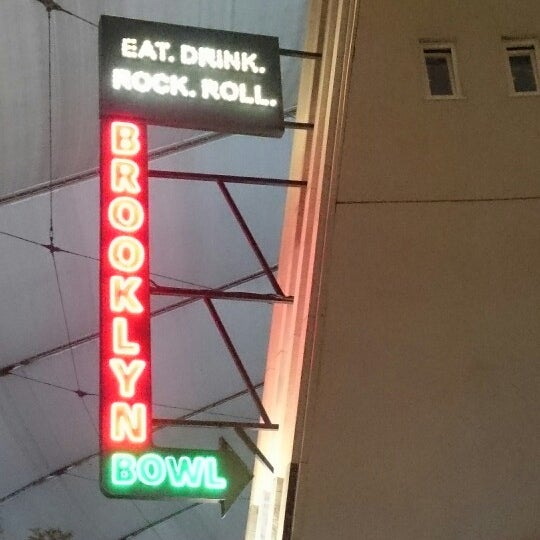 EAT. DRINK.
ROCK. ROLL.
BROOKLYN
BOWL